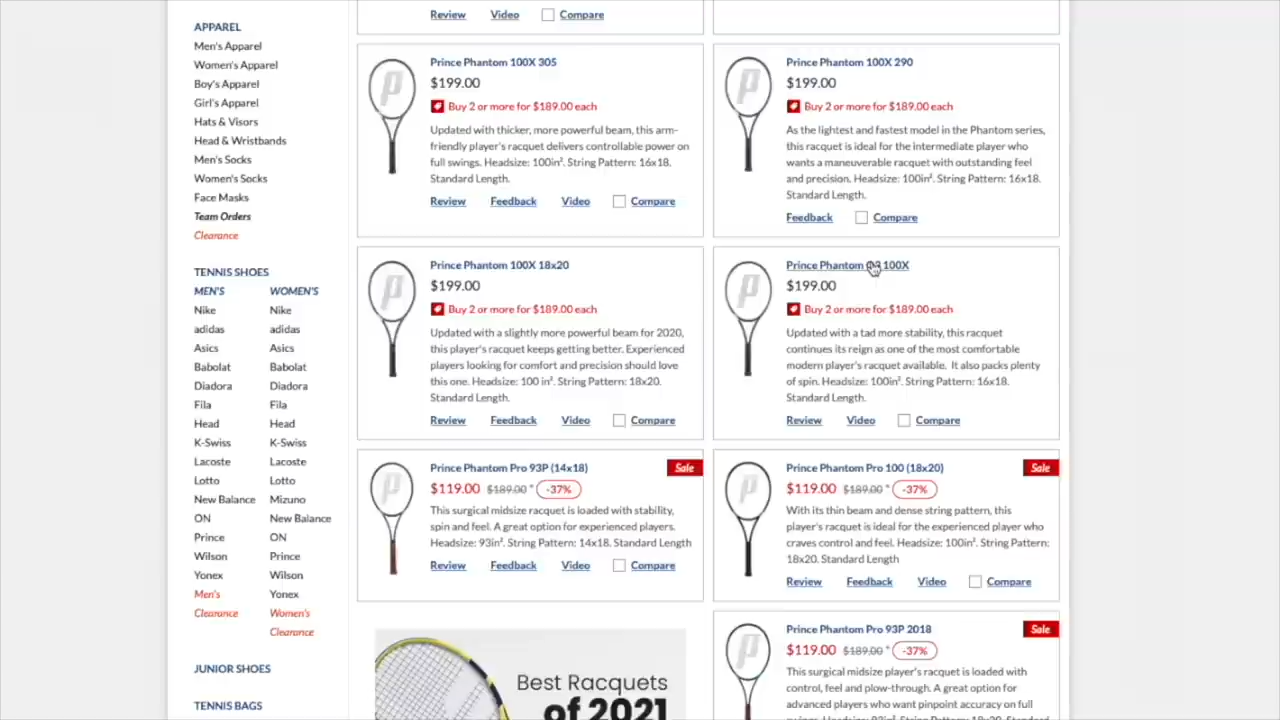 Review Video Compare
APPAREL
Men's Apparel
Women's Apparel
Boy's Apparel
Girl's Apparel
Hats & Visors
Head & Wristbands
Men's Socks
Women's Socks
Face Masks
Team Orders
Clearance
TENNIS SHOES
MEN'S WOMEN'S
Nike Nike
adidas adidas
Asics Asics
Babolat Babolat
Diadora Diadora
Fila Fila
Head Head
K-Swiss K-Swiss
Lacoste Lacoste
Lotto Lotto
New Balance Mizuno
ON New Balance
Prince ON
Wilson Prince
Yonex Wilson
Men's Yonex
Clearance Women's
Clearance
JUNIOR SHOES
TENNIS BAGS
Prince Phantom 100X 305
$199.00
Buy 2 or more for $189.00 each
Updated with thicker, more powerful beam, this arm-
friendly player's racquet delivers controllable power on
full swings. Headsize: 100in². String Pattern: 16x18.
Standard Length.
Review Feedback Video Compare
Prince Phantom 100X 290
$199.00
Buy 2 or more for $189.00 each
As the lightest and fastest model in the Phantom series,
this racquet is ideal for the intermediate player who
wants a maneuverable racquet with outstanding feel
and precision. Headsize: 100in². String Pattern: 16x18.
Standard Length.
Feedback Compare
Prince Phantom 100X 18x20
$199.00
Buy 2 or more for $189.00 each
Updated with a slightly more powerful beam for 2020,
this player's racquet keeps getting better. Experienced
players looking for comfort and precision should love
this one. Headsize: 100 in². String Pattern: 18x20.
Standard Length.
Review Feedback Video Compare
Prince Phantom 100X
$199.00
Buy 2 or more for $189.00 each
Updated with a tad more stability, this racquet
continues its reign as one of the most comfortable
modern player's racquet available. It also packs plenty
of spin. Headsize: 100in². String Pattern: 16x18.
Standard Length.
Review Video Compare
Prince Phantom Pro 93P (14x18) Sale
$119.00 $189.00 * -37%
This surgical midsize racquet is loaded with stability,
spin and feel. A great option for experienced players.
Headsize: 93in². String Pattern: 14x18. Standard Length
Review Feedback Video Compare
Prince Phantom Pro 100 (18x20) Sale
$119.00 $189.00 * -37%
With its thin beam and dense string pattern, this
player's racquet is ideal for the experienced player who
craves control and feel. Headsize: 100in². String Pattern:
18x20. Standard Length
Review Feedback Video Compare
Best Racquets
of 2021
Prince Phantom Pro 93P 2018 Sale
$119.00 $189.00 * -37%
This surgical midsize player's racquet is loaded with
control, feel and plow-through. A great option for
advanced players who want pinpoint accuracy on full